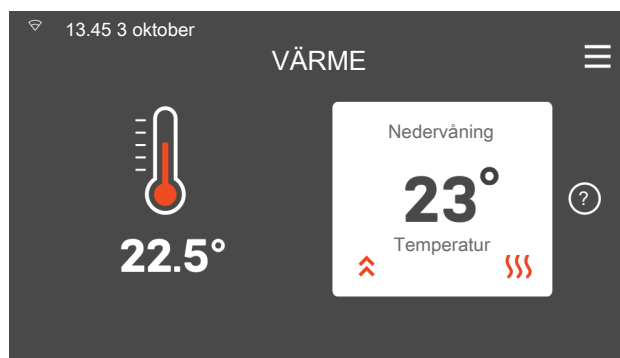 13.45 3 oktober
VÄRME
22.5°
Nedervåning
23°
Temperatur
?